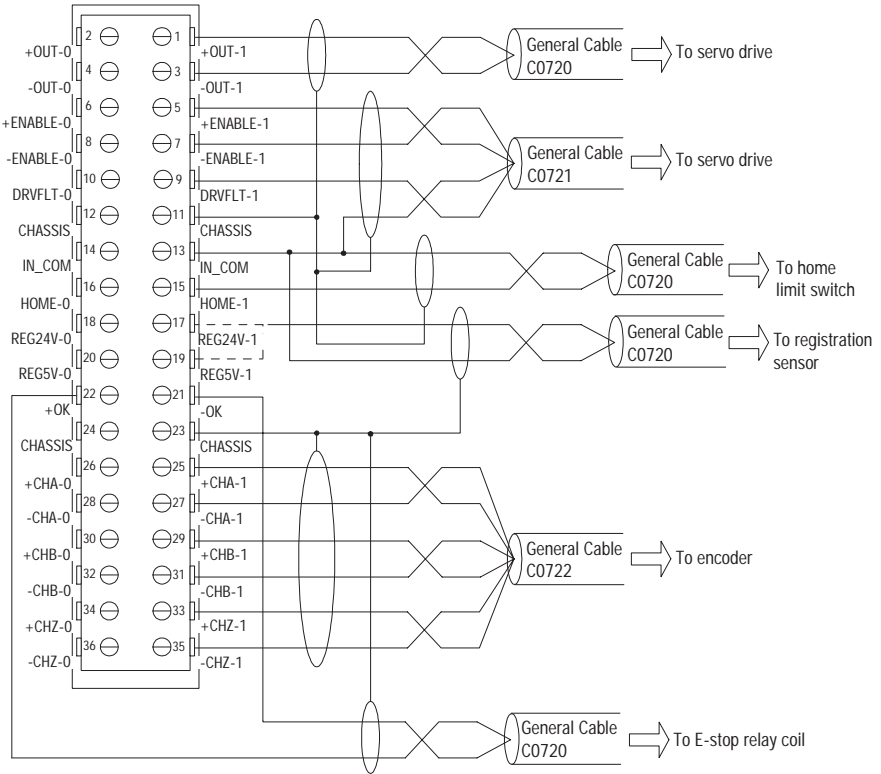 2 1
+OUT-0 +OUT-1
4 3
-OUT-0 -OUT-1
6 5
+ENABLE-0 +ENABLE-1
8 7
-ENABLE-0 -ENABLE-1
10 9
DRVFLT-0 DRVFLT-1
12 11
CHASSIS CHASSIS
14 13
IN_COM IN_COM
16 15
HOME-0 HOME-1
18 17
REG24V-0 REG24V-1
20 19
REG5V-0 REG5V-1
22 21
+OK -OK
24 23
CHASSIS CHASSIS
26 25
+CHA-0 +CHA-1
28 27
-CHA-0 -CHA-1
30 29
+CHB-0 +CHB-1
32 31
-CHB-0 -CHB-1
34 33
+CHZ-0 +CHZ-1
36 35
-CHZ-0 -CHZ-1
General Cable
C0720
To servo drive
General Cable
C0721
To servo drive
General Cable
C0720
To home
limit switch
General Cable
C0720
To registration
sensor
General Cable
C0722
To encoder
General Cable
C0720
To E-stop relay coil